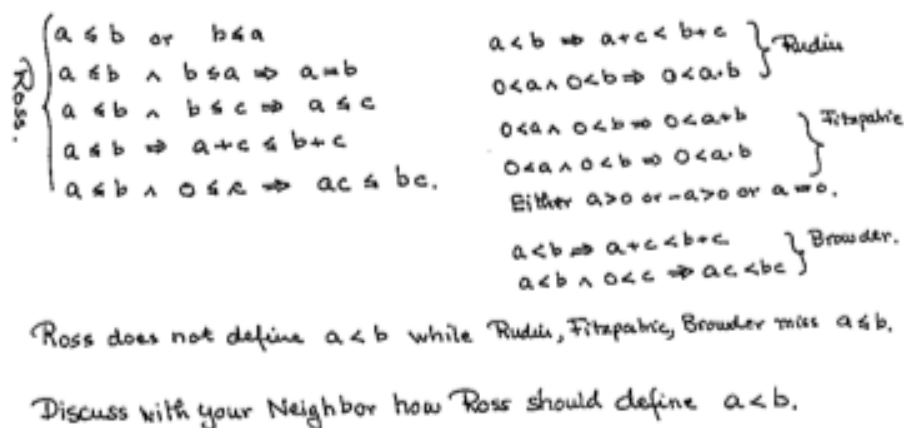 Ross.
a ≤ b or b ≤ a
a ≤ b ∧ b ≤ a ⇒ a = b
a ≤ b ∧ b ≤ c ⇒ a ≤ c
a ≤ b ⇒ a+c ≤ b+c
a ≤ b ∧ 0 ≤ c ⇒ ac ≤ bc.
a < b ⇒ a+c < b+c
0<a ∧ 0<b ⇒ 0<a·b
Rudin
0<a ∧ 0<b ⇒ 0<a+b
0<a ∧ 0<b ⇒ 0<a·b
Either a>0 or -a>0 or a=0.
Fitzpatric
a<b ⇒ a+c<b+c
a<b ∧ 0<c ⇒ ac<bc
Browder.
Ross does not define a<b while Rudin, Fitzpatric, Browder miss a≤b.
Discuss with your Neighbor how Ross should define a<b.